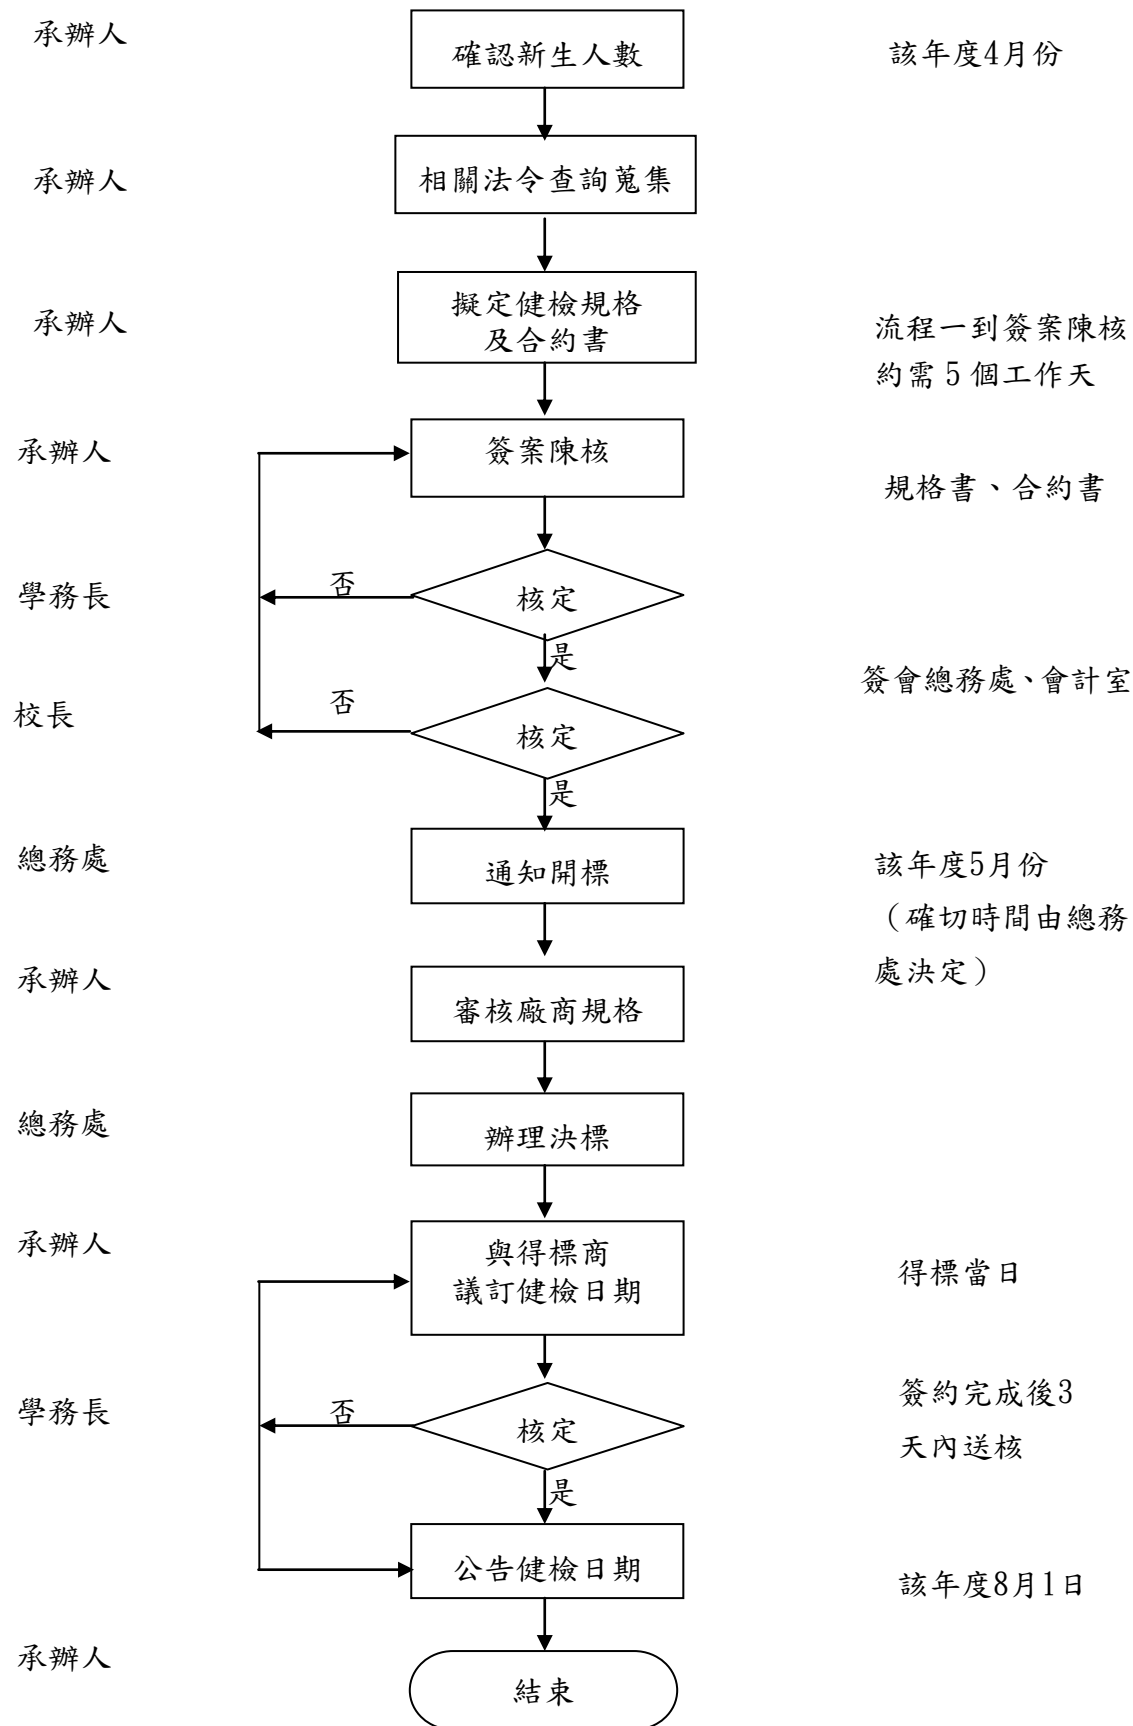 承辦人
確認新生人數
該年度4月份
承辦人
相關法令查詢蒐集
承辦人
擬定健檢規格
及合約書
流程一到簽案陳核
約需5個工作天
承辦人
簽案陳核
規格書、合約書
學務長
否
核定
是
簽會總務處、會計室
校長
否
核定
是
總務處
通知開標
該年度5月份
（確切時間由總務
處決定）
承辦人
審核廠商規格
總務處
辦理決標
承辦人
與得標商
議訂健檢日期
得標當日
學務長
否
核定
是
簽約完成後3
天內送核
公告健檢日期
該年度8月1日
承辦人
結束